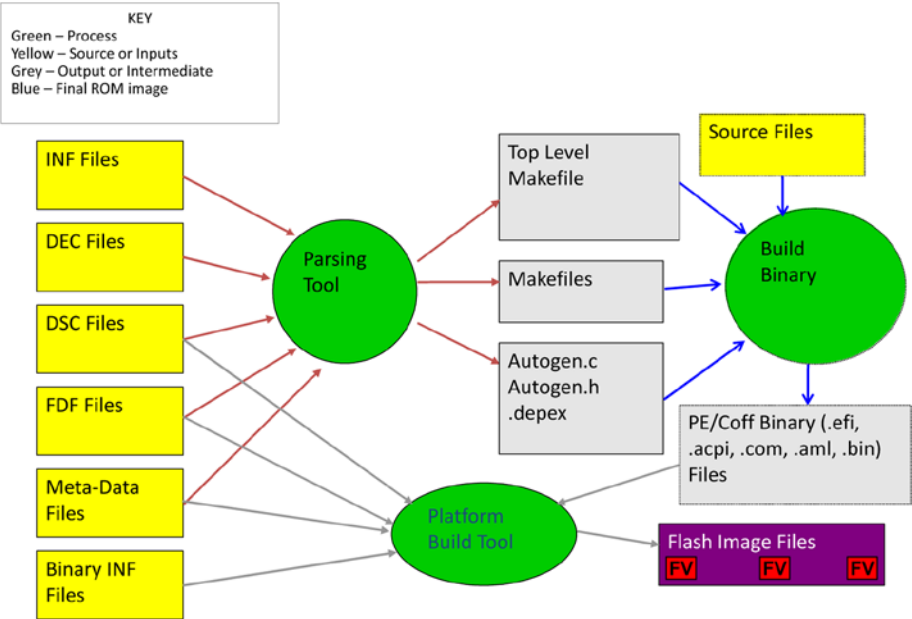 KEY
Green – Process
Yellow – Source or Inputs
Grey – Output or Intermediate
Blue – Final ROM image
INF Files
DEC Files
DSC Files
FDF Files
Meta-Data
Files
Binary INF
Files
Parsing
Tool
Top Level
Makefile
Makefiles
Autogen.c
Autogen.h
.depex
Source Files
Build
Binary
PE/Coff Binary (.efi,
.acpi, .com, .aml, .bin)
Files
Platform
Build Tool
Flash Image Files
FV FV FV